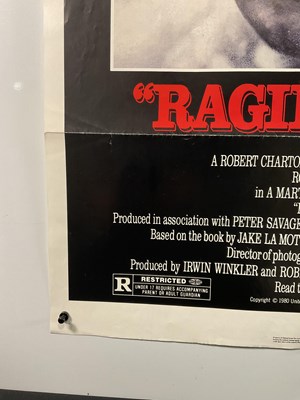 "RAGI
A ROBERT CHARTO
RO
in A MART
"
Produced in association with PETER SAVAGE
Based on the book by JAKE LA MOT
Director of photog
Produced by IRWIN WINKLER and ROB
Read t
R RESTRICTED
UNDER 17 REQUIRES ACCOMPANYING
PARENT OR ADULT GUARDIAN
Copyright © 1980 Unite